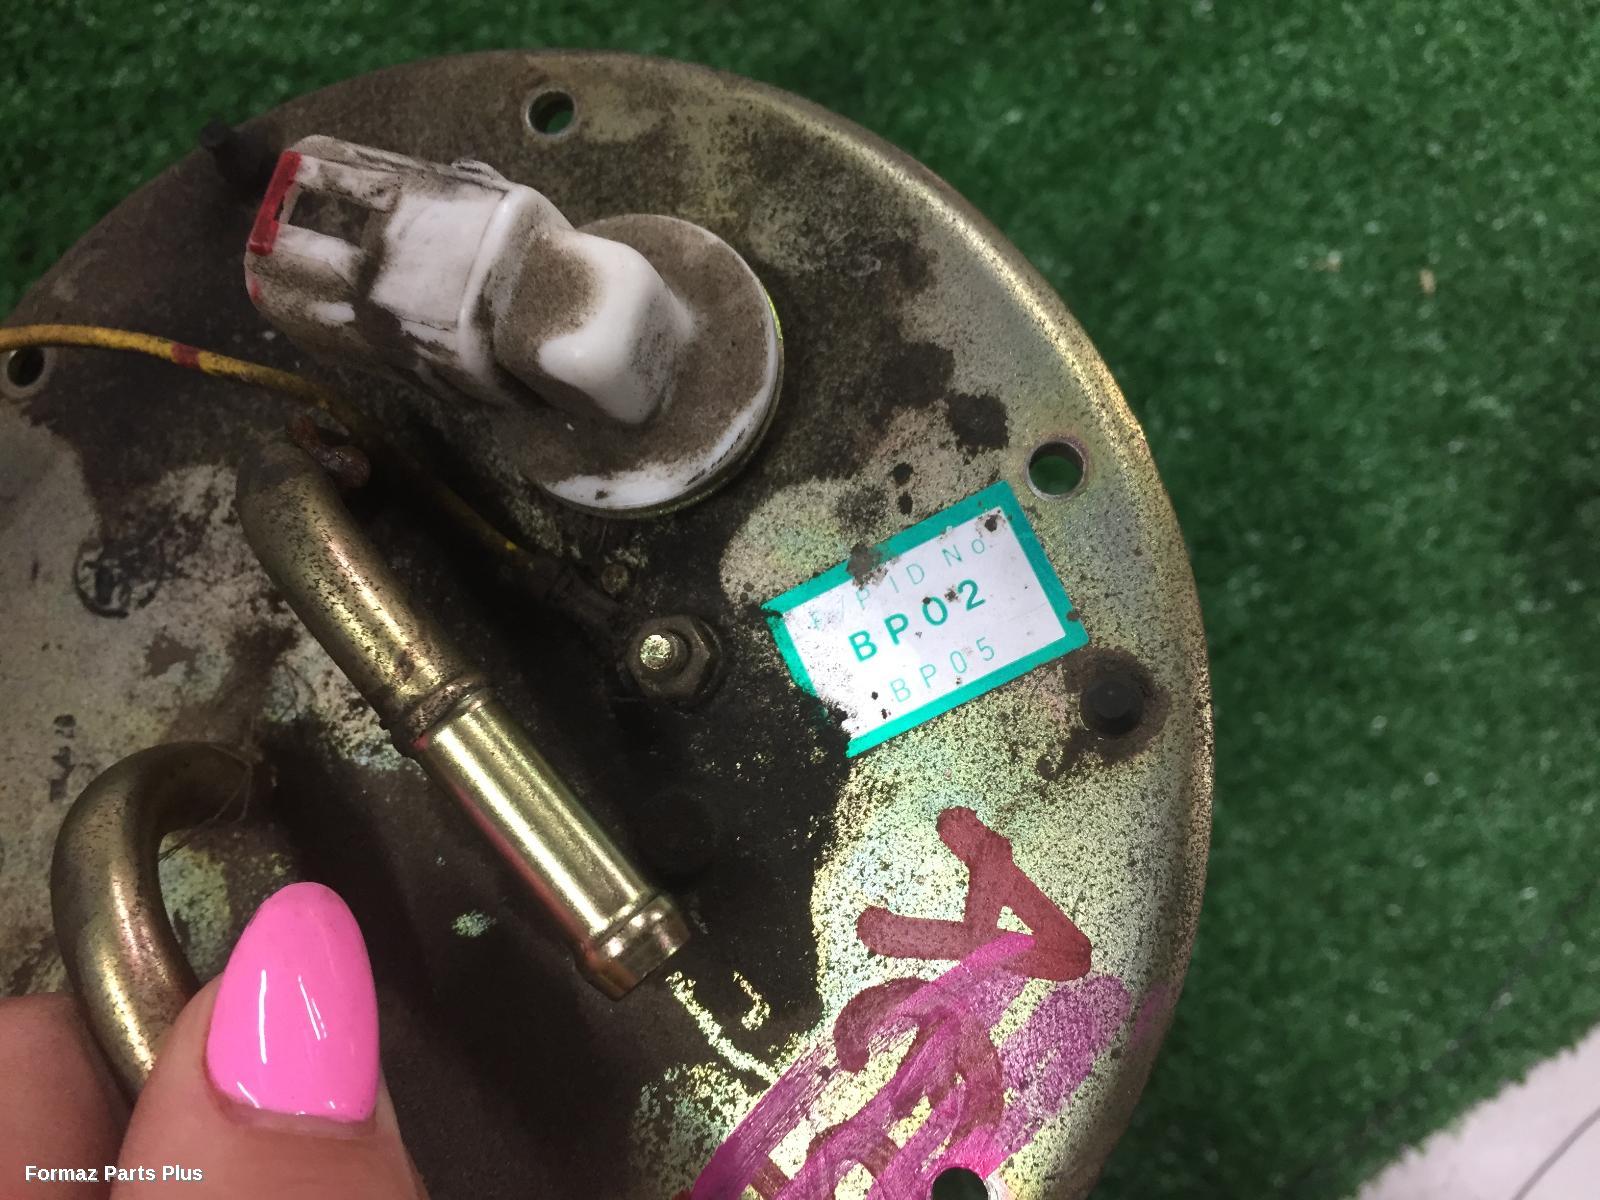 F/P ID No.
BP02
BP05
Formaz Parts Plus